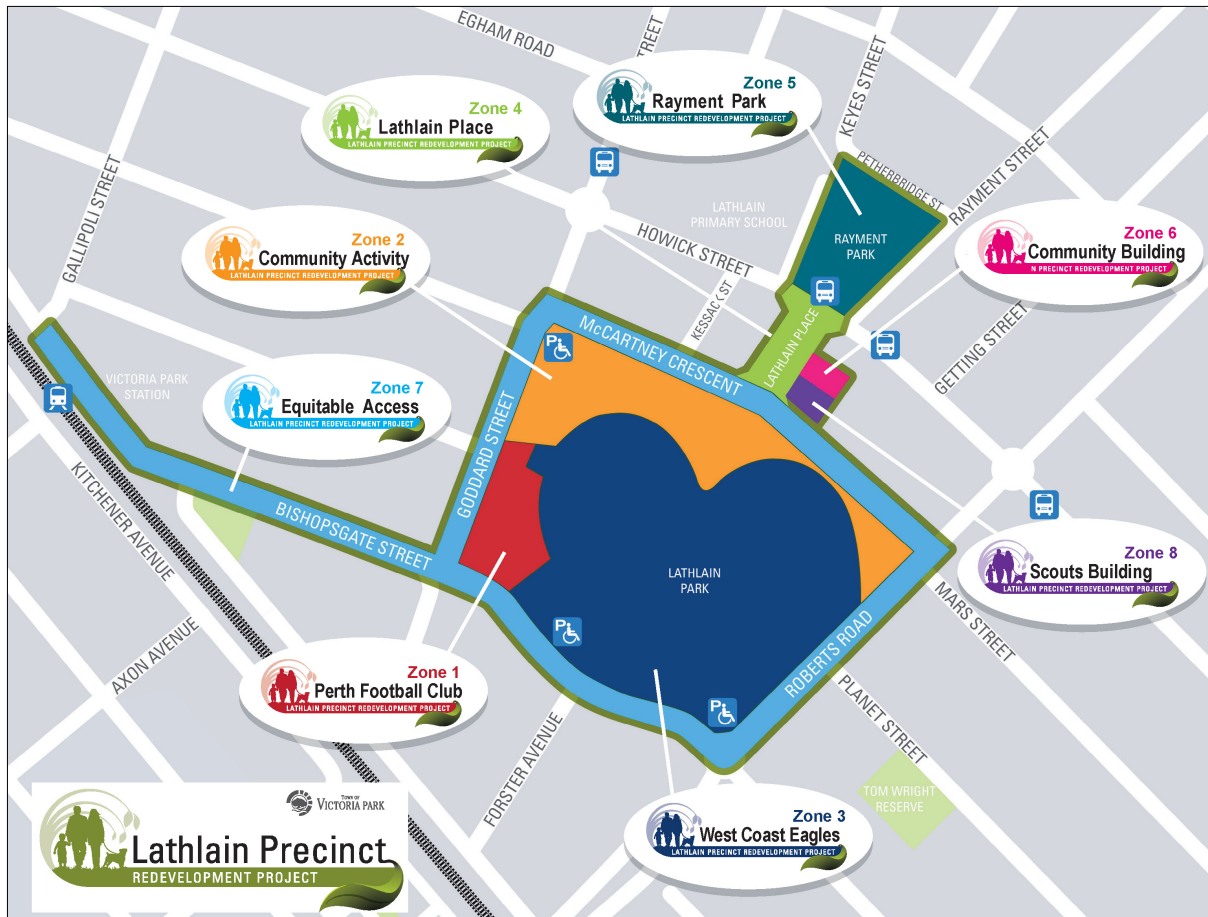 EGHAM ROAD
STREET
KEYES STREET
Zone 5
Rayment Park
LATHLAIN PRECINCT REDEVELOPMENT PROJECT
Zone 4
Lathlain Place
LATHLAIN PRECINCT REDEVELOPMENT PROJECT
PETHERBRIDGE ST
RAYMENT STREET
GALLIPOLI STREET
LATHLAIN
PRIMARY SCHOOL
HOWICK STREET
RAYMENT
PARK
Zone 2
Community Activity
LATHLAIN PRECINCT REDEVELOPMENT PROJECT
Zone 6
Community Building
N PRECINCT REDEVELOPMENT PROJECT
KESSACK ST
McCARTNEY CRESCENT
LATHLAIN PLACE
GETTING STREET
P
VICTORIA PARK
STATION
Zone 7
Equitable Access
LATHLAIN PRECINCT REDEVELOPMENT PROJECT
GODDARD STREET
KITCHENER AVENUE
BISHOPSGATE STREET
LATHLAIN
PARK
Zone 8
Scouts Building
LATHLAIN PRECINCT REDEVELOPMENT PROJECT
MARS STREET
P
AXON AVENUE
ROBERTS ROAD
Zone 1
Perth Football Club
LATHLAIN PRECINCT REDEVELOPMENT PROJECT
P
PLANET STREET
FORSTER AVENUE
TOM WRIGHT
RESERVE
Zone 3
West Coast Eagles
LATHLAIN PRECINCT REDEVELOPMENT PROJECT
TOWN OF
VICTORIA PARK
Lathlain Precinct
REDEVELOPMENT PROJECT